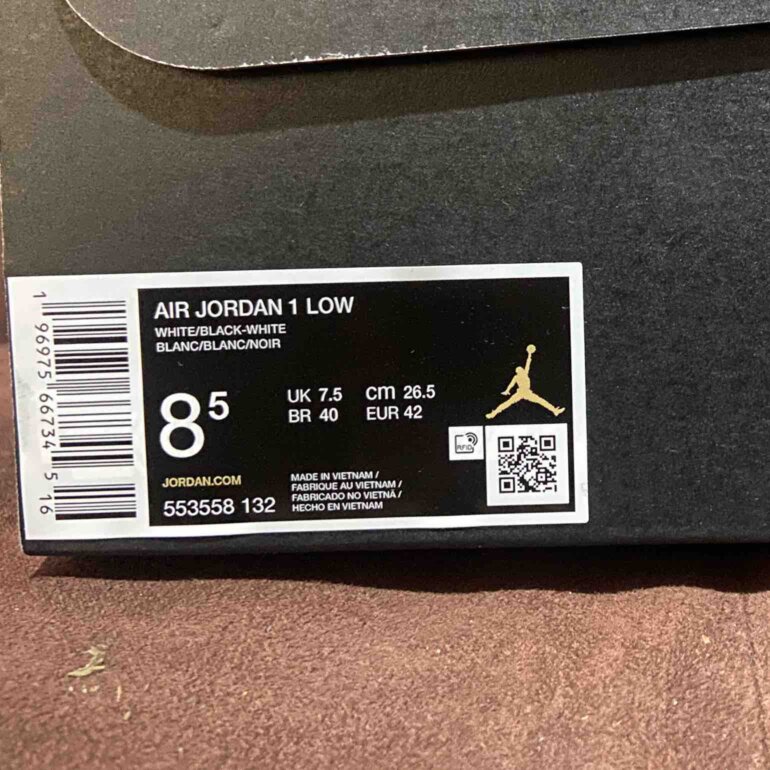 AIR JORDAN 1 LOW
WHITE/BLACK-WHITE
BLANC/BLANC/NOIR
8 5
UK 7.5 cm 26.5
BR 40 EUR 42
RFID
JORDAN.COM
553558 132
MADE IN VIETNAM /
FABRIQUE AU VIETNAM /
FABRICADO NO VIETNÃ /
HECHO EN VIETNAM
1 96975 66734 5 16